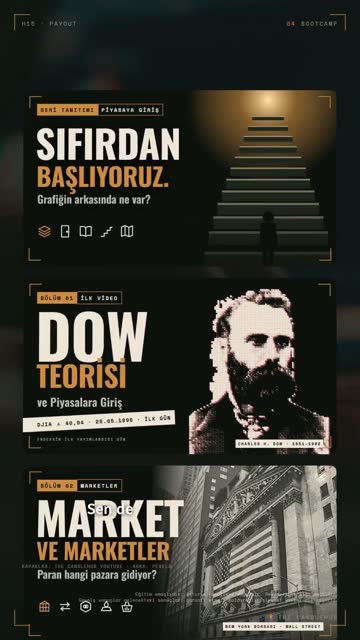 H15 · PAYOUT
04 BOOTCAMP
SERİ TANITIMI PİYASAYA GİRİŞ
SIFIRDAN
BAŞLIYORUZ.
Grafiğin arkasında ne var?
BÖLÜM 01 İLK VİDEO
DOW
TEORİSİ
ve Piyasalara Giriş
DJIA ▲ 40,94 · 26.05.1896 · İLK GÜN
ENDEKSİN İLK YAYIMLANDIĞI GÜN
CHARLES H. DOW · 1851-1902
BÖLÜM 02 MARKETLER
MARKET
Sen de
VE MARKETLER
Paran hangi pazara gidiyor?
NEW YORK BORSASI · WALL STREET